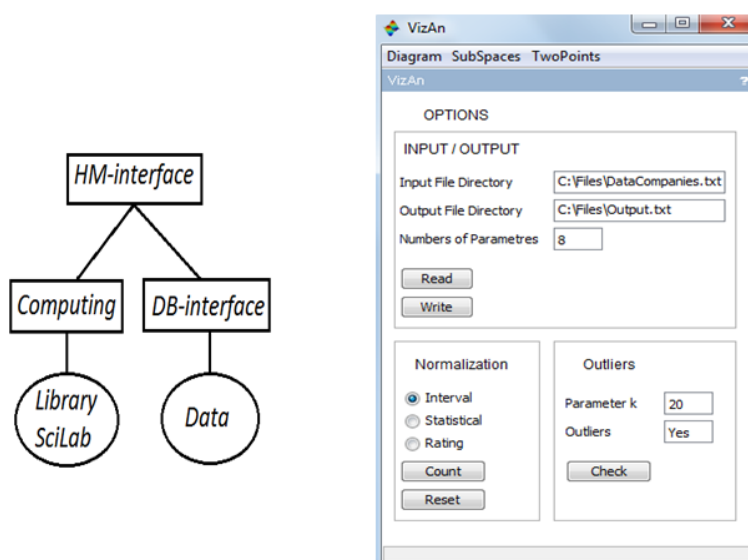 HM-interface
Computing
DB-interface
Library
SciLab
Data
VizAn
Diagram SubSpaces TwoPoints
VizAn
?
OPTIONS
INPUT / OUTPUT
Input File Directory
C:\Files\DataCompanies.txt
Output File Directory
C:\Files\Output.txt
Numbers of Parametres
8
Read
Write
Normalization
Interval
Statistical
Rating
Count
Reset
Outliers
Parameter k
20
Outliers
Yes
Check